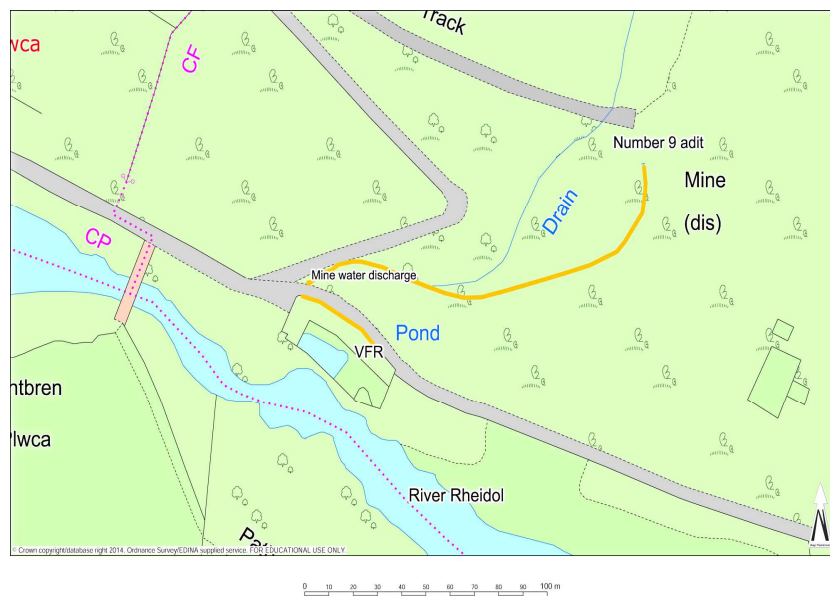 Track
wca
CF
Number 9 adit
Mine
(dis)
Drain
CP
Mine water discharge
Pond
VFR
ntbren
Plwca
River Rheidol
© Crown copyright/database right 2014. Ordnance Survey/EDINA supplied service. FOR EDUCATIONAL USE ONLY.
0 10 20 30 40 50 60 70 80 90 100 m